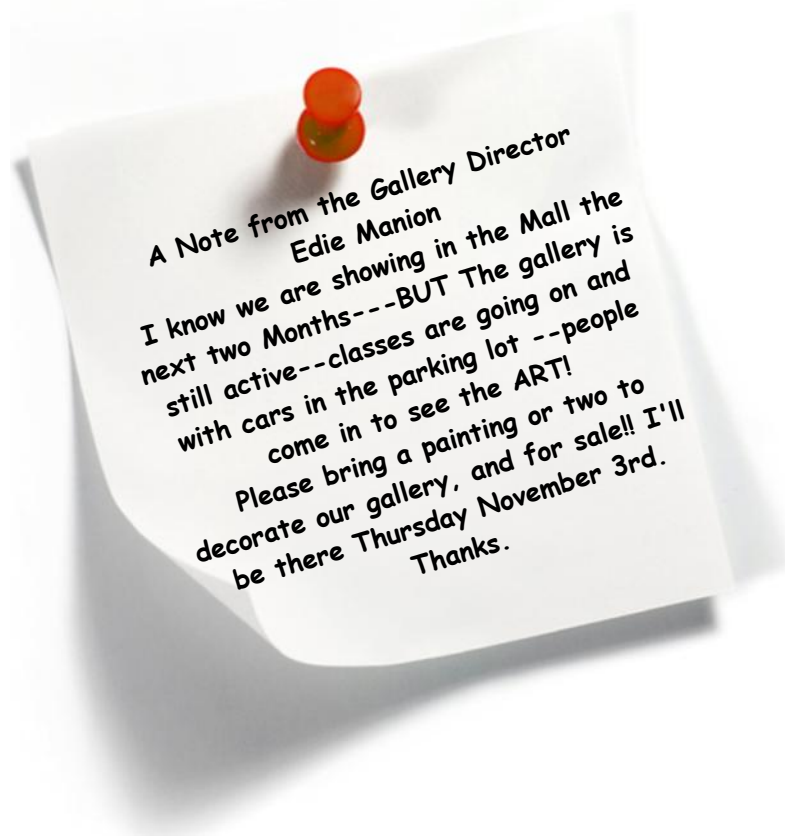 A Note from the Gallery Director
Edie Manion
I know we are showing in the Mall the
next two Months---BUT The gallery is
still active--classes are going on and
with cars in the parking lot --people
come in to see the ART!
Please bring a painting or two to
decorate our gallery, and for sale!! I'll
be there Thursday November 3rd.
Thanks.